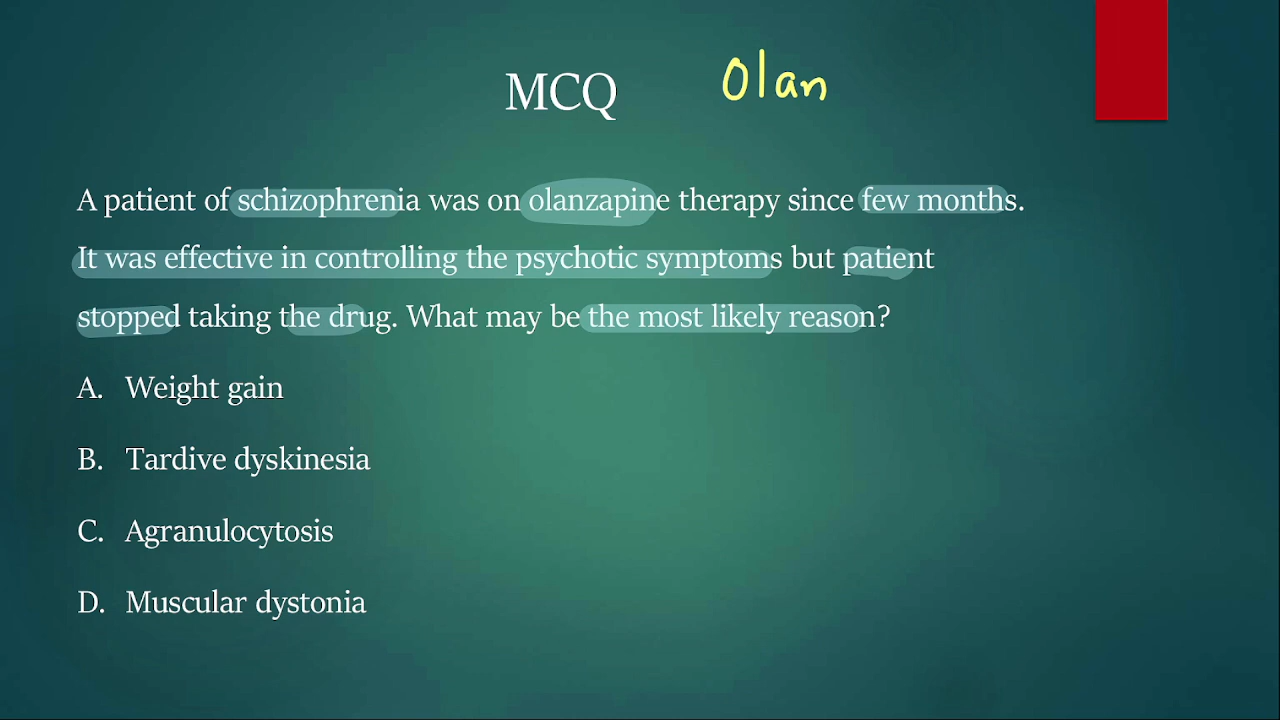 MCQ Olan
A patient of schizophrenia was on olanzapine therapy since few months.
It was effective in controlling the psychotic symptoms but patient
stopped taking the drug. What may be the most likely reason?
A. Weight gain
B. Tardive dyskinesia
C. Agranulocytosis
D. Muscular dystonia